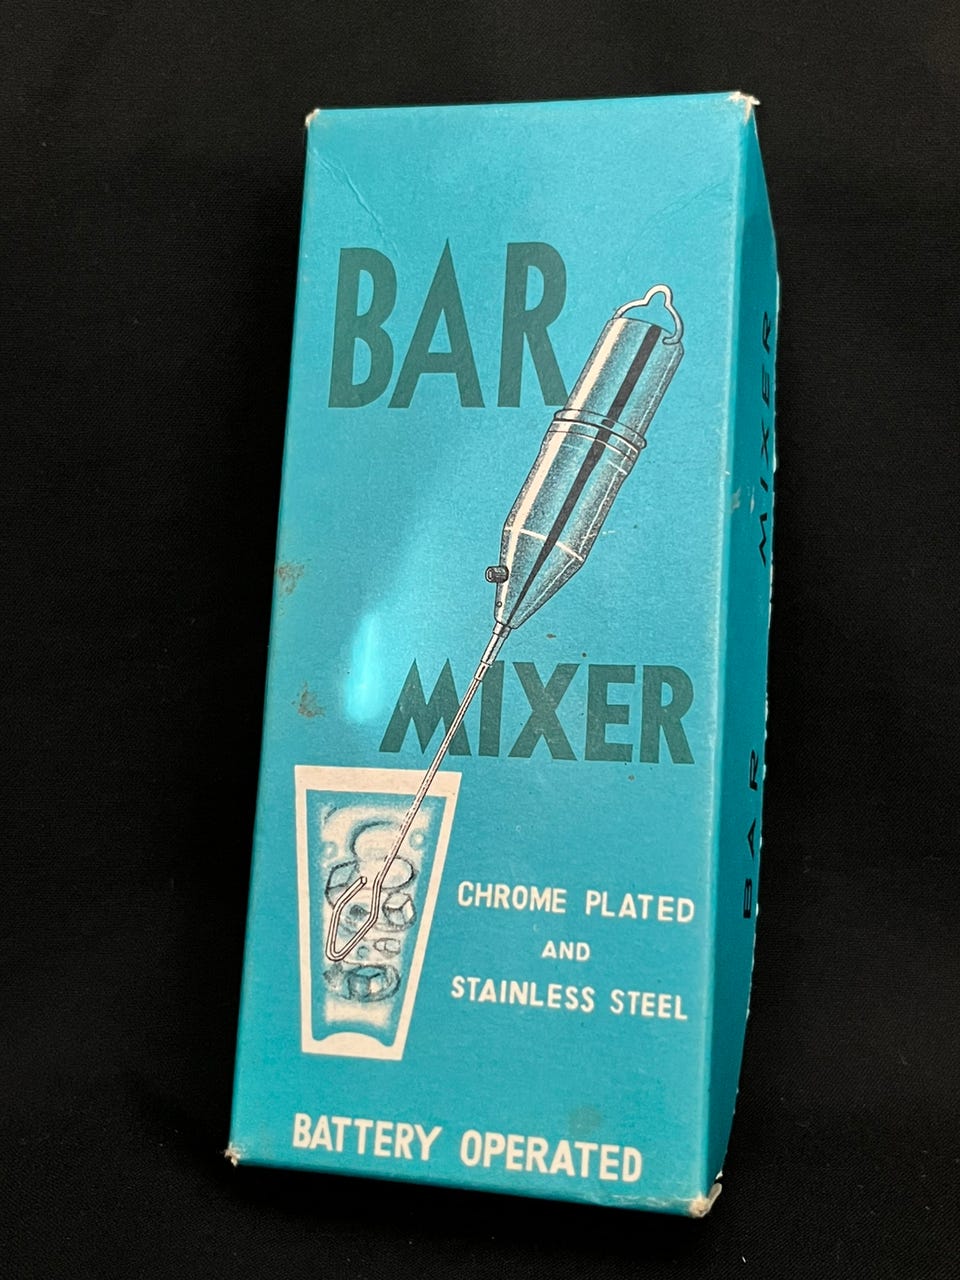 BAR
MIXER
CHROME PLATED
AND
STAINLESS STEEL
BATTERY OPERATED
BAR MIXER